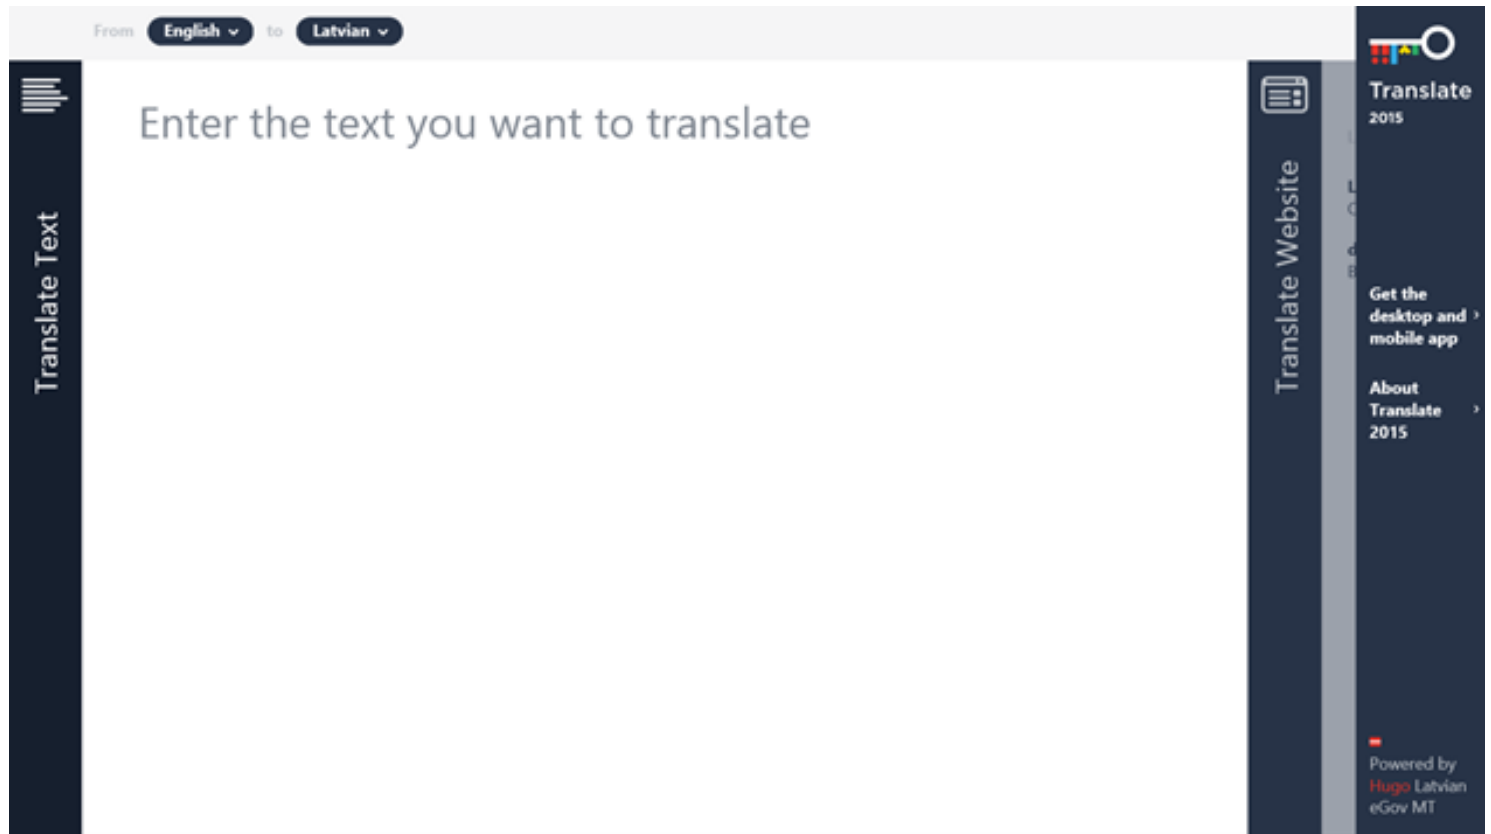 From English to Latvian
Translate Text
Enter the text you want to translate
Translate Website
Translate
2015
Get the
desktop and
mobile app
About
Translate
2015
Powered by
Hugo Latvian
eGov MT